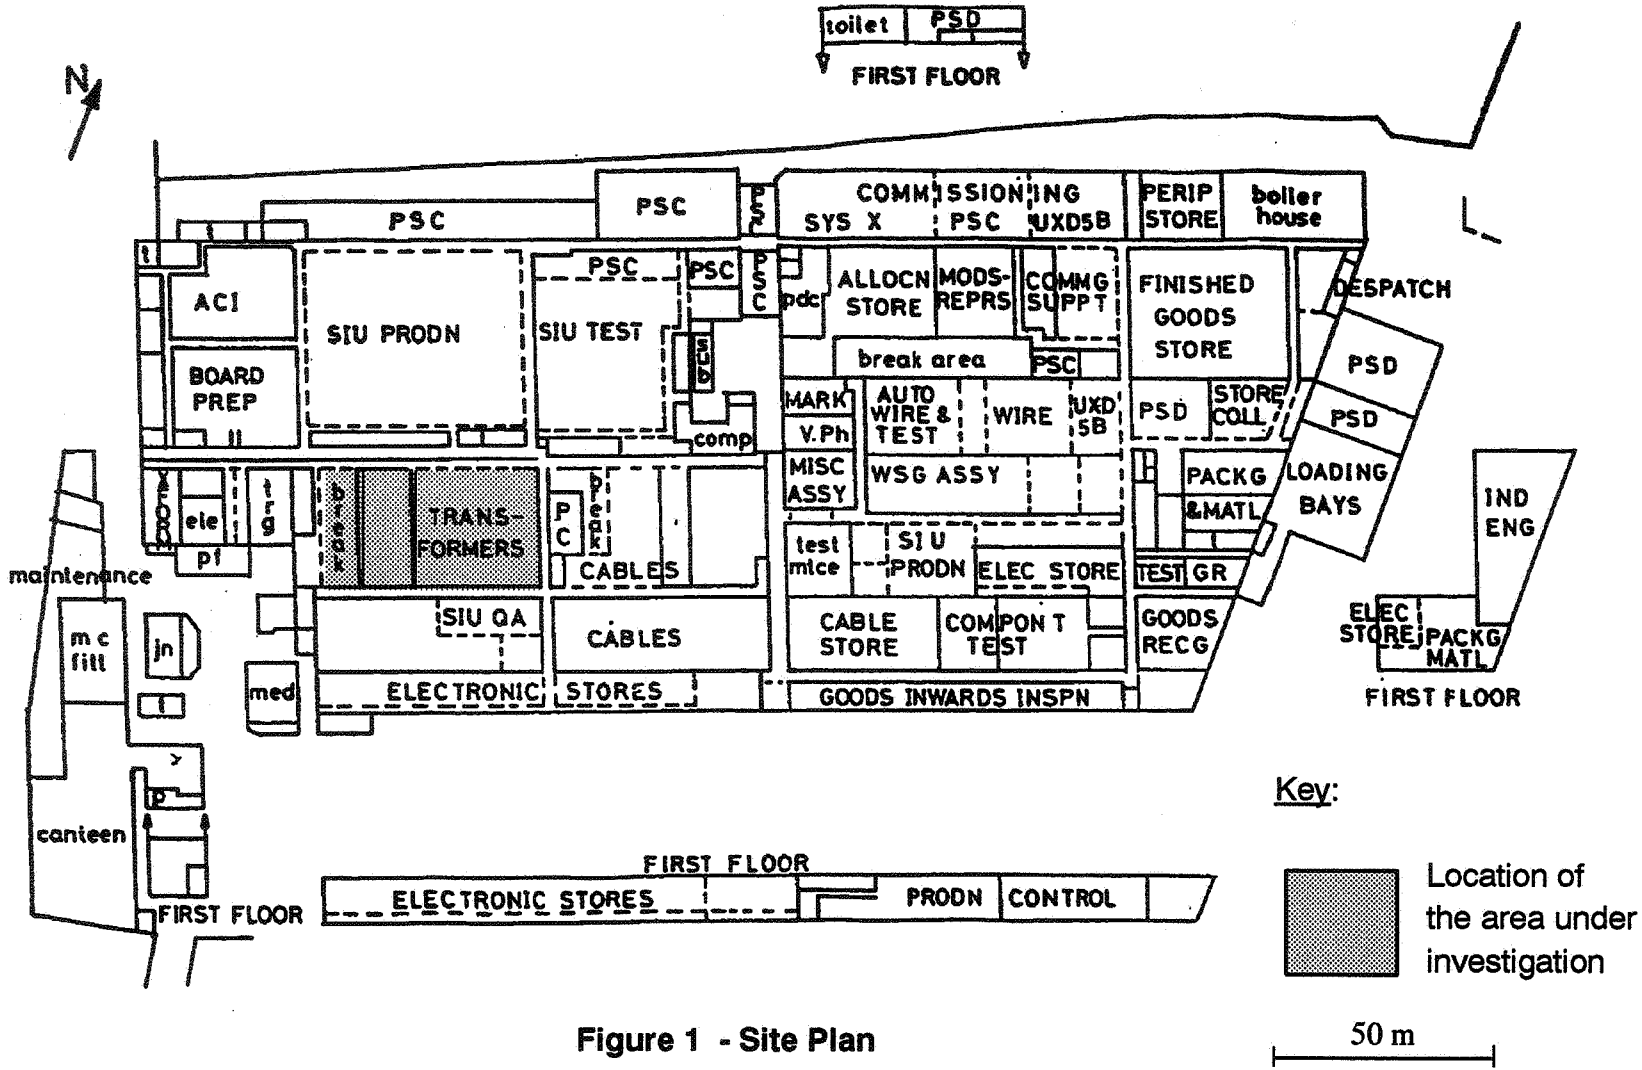 toilet PSD
FIRST FLOOR
N
PSC
PSC
PSC
COMMISSIONING
SYS X PSC UXD5B
PERIP
STORE
boiler
house
t
t
ACI
SIU PRODN
PSC
SIU TEST
PSC
PSC
pdc
ALLOCN
STORE
MODS-
REPRS
COMMG
SUPPT
FINISHED
GOODS
STORE
DESPATCH
BOARD
PREP
SUB
comp
break area
PSC
PSD
PSD
MARK
V.Ph
AUTO
WIRE &
TEST
WIRE
UXD
5B
PSD
STORE
COLL
MISC
ASSY
WSG ASSY
PACKG
& MATL
LOADING
BAYS
IND
ENG
ele
trg
pf
break
TRANS-
FORMERS
PC
break
CABLES
test
mice
SIU
PRODN
ELEC STORE
TEST GR
maintenance
m c
fitt
jn
SIU QA
CABLES
CABLE
STORE
COMPONT
TEST
GOODS
RECG
ELEC
STORE
PACKG
MATL
FIRST FLOOR
med
t
ELECTRONIC STORES
GOODS INWARDS INSPN
p
canteen
FIRST FLOOR
FIRST FLOOR
ELECTRONIC STORES
PRODN CONTROL
Key:
Location of
the area under
investigation
Figure 1 - Site Plan
50 m